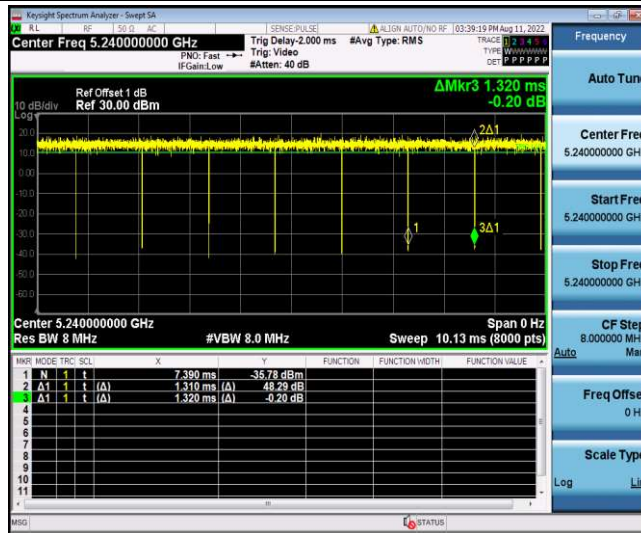 Keysight Spectrum Analyzer - Swept SA
RL RF 50 Ω AC SENSE:PULSE ALIGN AUTO/NO RF 03:39:19 PM Aug 11, 2022
Center Freq 5.240000000 GHz
PNO: Fast
IFGain:Low
Trig Delay-2.000 ms
Trig: Video
#Atten: 40 dB
#Avg Type: RMS
TRACE 1 2 3 4 5 6
TYPE WWWWWW
DET P P P P P P
Frequency
Ref Offset 1 dB
10 dB/div Ref 30.00 dBm
Log
ΔMkr3 1.320 ms
-0.20 dB
20.0
10.0
0.00
-10.0
-20.0
-30.0
-40.0
-50.0
-60.0
2Δ1
1
3Δ1
Center 5.240000000 GHz Span 0 Hz
Res BW 8 MHz #VBW 8.0 MHz Sweep 10.13 ms (8000 pts)
MKR MODE TRC SCL X Y FUNCTION FUNCTION WIDTH FUNCTION VALUE
1 N 1 t 7.390 ms -35.78 dBm
2 Δ1 1 t (Δ) 1.310 ms (Δ) 48.29 dB
3 Δ1 1 t (Δ) 1.320 ms (Δ) -0.20 dB
4
5
6
7
8
9
10
11
MSG STATUS
Auto Tune
Center Freq
5.240000000 GH
Start Freq
5.240000000 GH
Stop Freq
5.240000000 GH
CF Step
8.000000 MH
Auto Ma
Freq Offse
0 H
Scale Type
Log Li